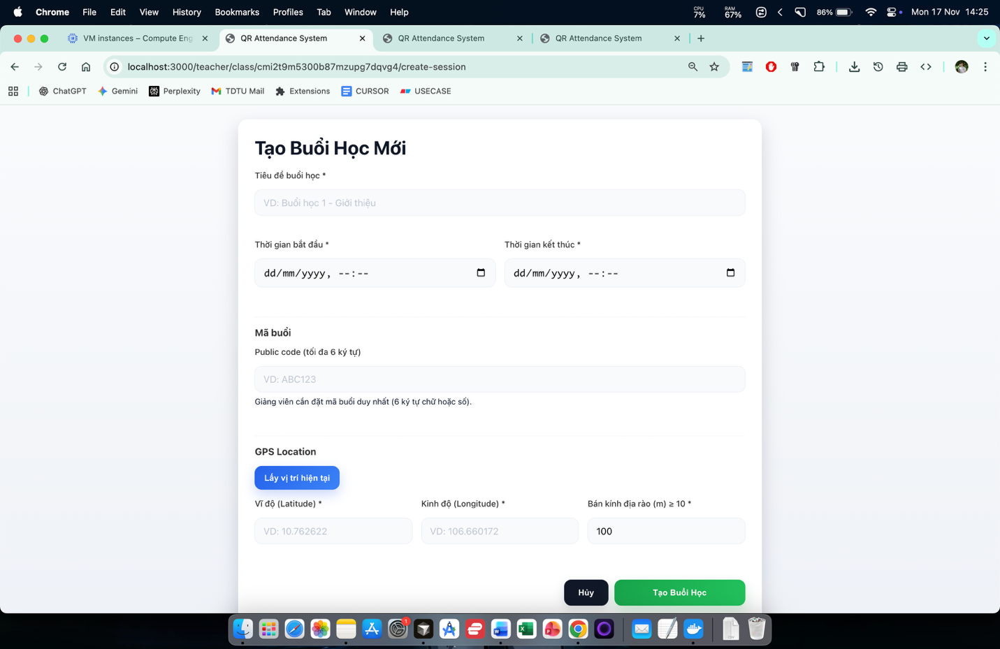 Chrome File Edit View History Bookmarks Profiles Tab Window Help CPU 7% RAM 67% 86% Mon 17 Nov 14:25
VM instances – Compute Eng QR Attendance System QR Attendance System QR Attendance System
localhost:3000/teacher/class/cmi2t9m5300b87mzupg7dqvg4/create-session
ChatGPT Gemini Perplexity TDTU Mail Extensions CURSOR USECASE
Tạo Buổi Học Mới
Tiêu đề buổi học *
VD: Buổi học 1 - Giới thiệu
Thời gian bắt đầu * Thời gian kết thúc *
dd/mm/yyyy, --:-- dd/mm/yyyy, --:--
Mã buổi
Public code (tối đa 6 ký tự)
VD: ABC123
Giảng viên cần đặt mã buổi duy nhất (6 ký tự chữ hoặc số).
GPS Location
Lấy vị trí hiện tại
Vĩ độ (Latitude) * Kinh độ (Longitude) * Bán kính địa rào (m) ≥ 10 *
VD: 10.762622 VD: 106.660172 100
Hủy Tạo Buổi Học
1